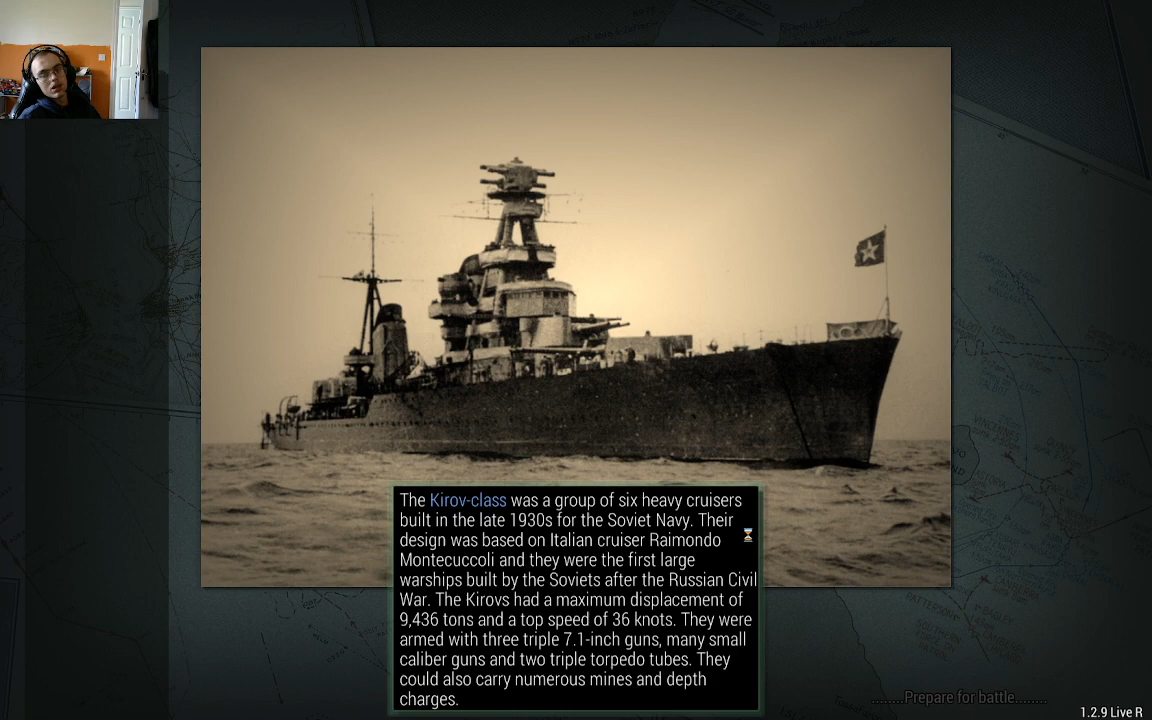 The Kirov-class was a group of six heavy cruisers
built in the late 1930s for the Soviet Navy. Their
design was based on Italian cruiser Raimondo
Montecuccoli and they were the first large
warships built by the Soviets after the Russian Civil
War. The Kirovs had a maximum displacement of
9,436 tons and a top speed of 36 knots. They were
armed with three triple 7.1-inch guns, many small
caliber guns and two triple torpedo tubes. They
could also carry numerous mines and depth
charges.
........Prepare for battle........
1.2.9 Live R